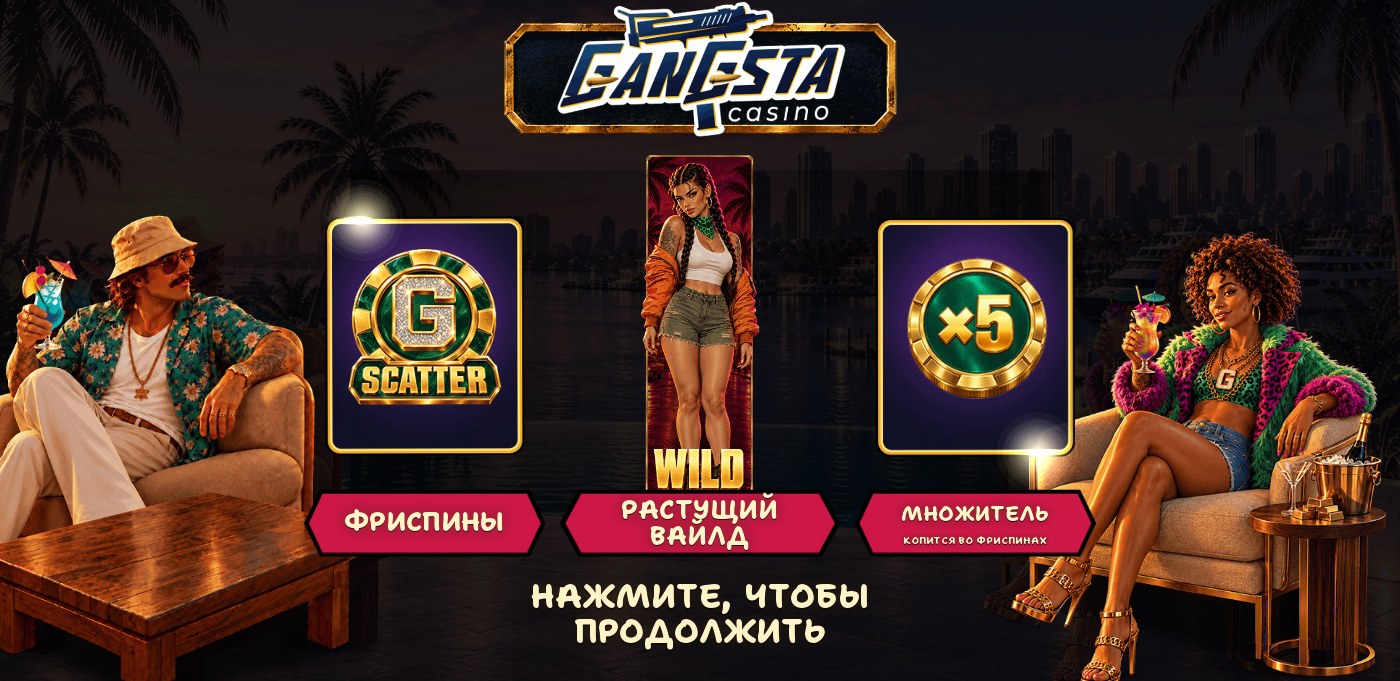 GANGSTA
casino
G
SCATTER
WILD
×5
G
ФРИСПИНЫ
РАСТУЩИЙ
ВАЙЛД
МНОЖИТЕЛЬ
КОПИТСЯ ВО ФРИСПИНАХ
НАЖМИТЕ, ЧТОБЫ
ПРОДОЛЖИТЬ